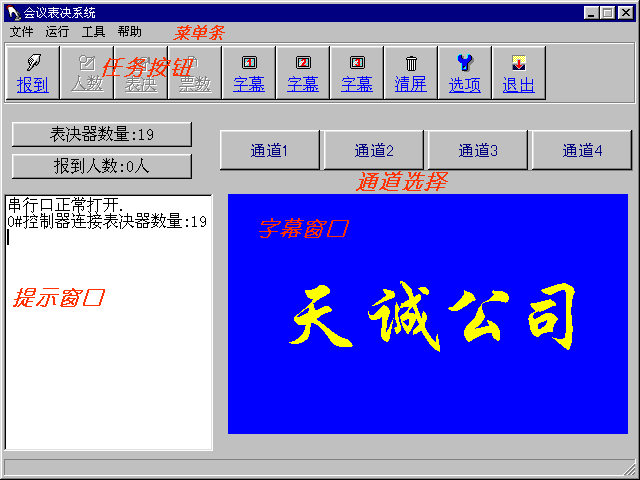 会议表决系统
文件 运行 工具 帮助 菜单条
报到 人数 表决 票数 1 字幕 2 字幕 3 字幕 清屏 选项 退出
任务按钮
表决器数量:19
报到人数:0人
通道1 通道2 通道3 通道4
通道选择
串行口正常打开.
0#控制器连接表决器数量:19
提示窗口
字幕窗口
天诚公司